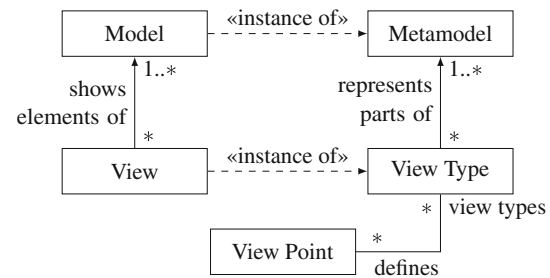 Model
«instance of»
Metamodel
1..*
1..*
shows
elements of
represents
parts of
*
*
View
«instance of»
View Type
*
view types
View Point
*
defines